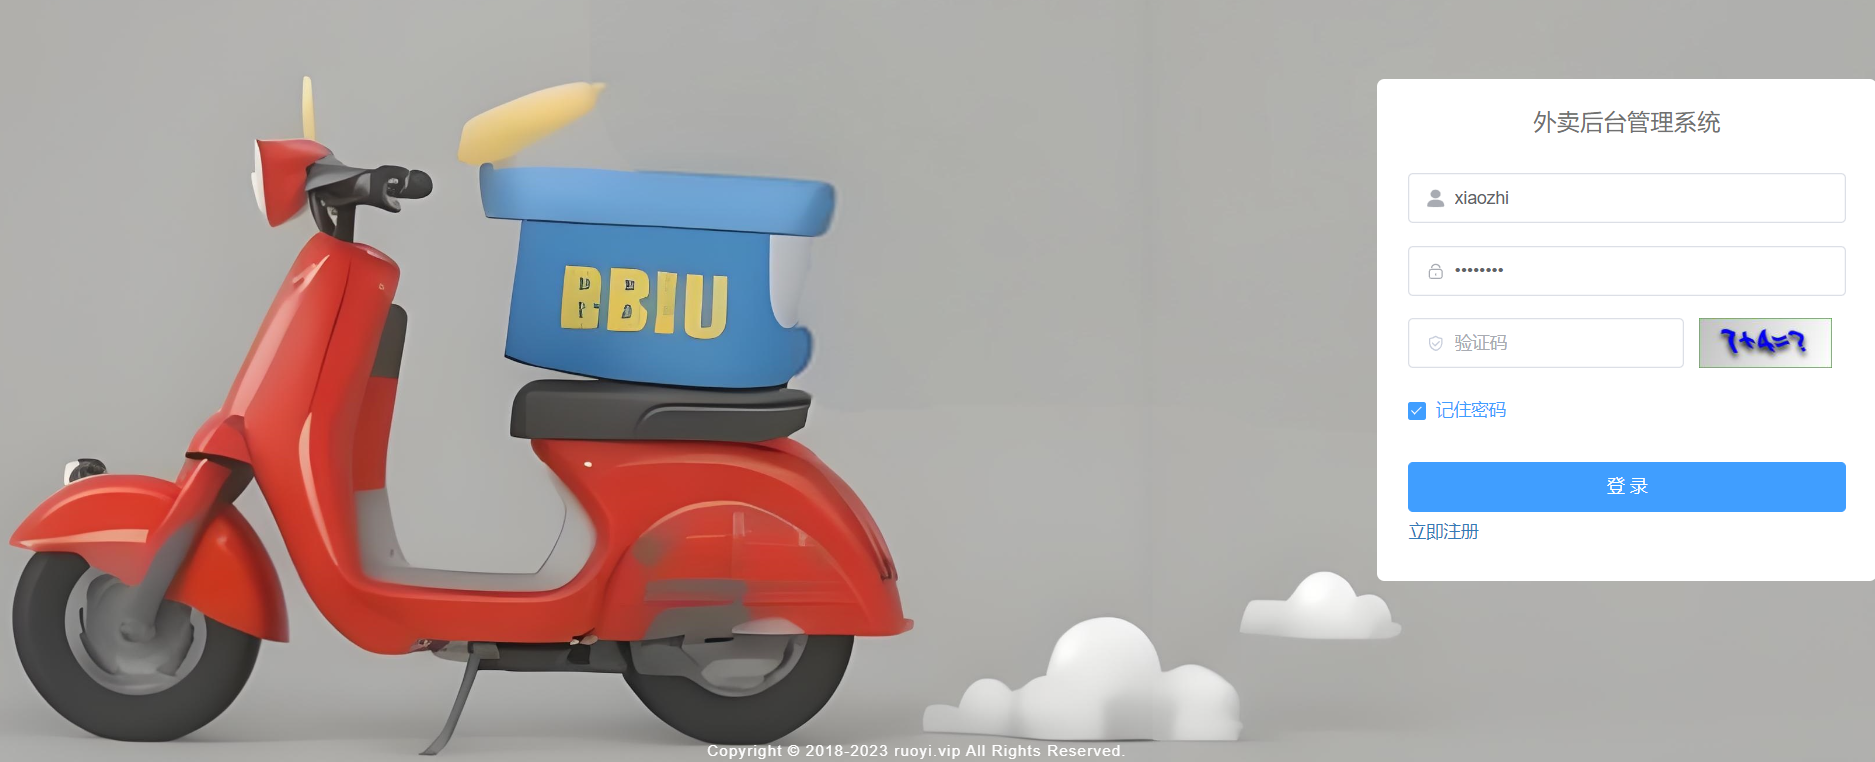 外卖后台管理系统
xiaozhi
••••••••
验证码
7+4=?
记住密码
登录
立即注册
BBIU
Copyright © 2018-2023 ruoyi.vip All Rights Reserved.